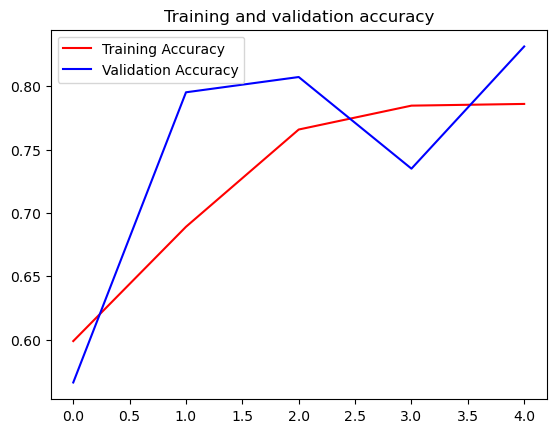 Training and validation accuracy
Training Accuracy
Validation Accuracy
0.80
0.75
0.70
0.65
0.60
0.0 0.5 1.0 1.5 2.0 2.5 3.0 3.5 4.0